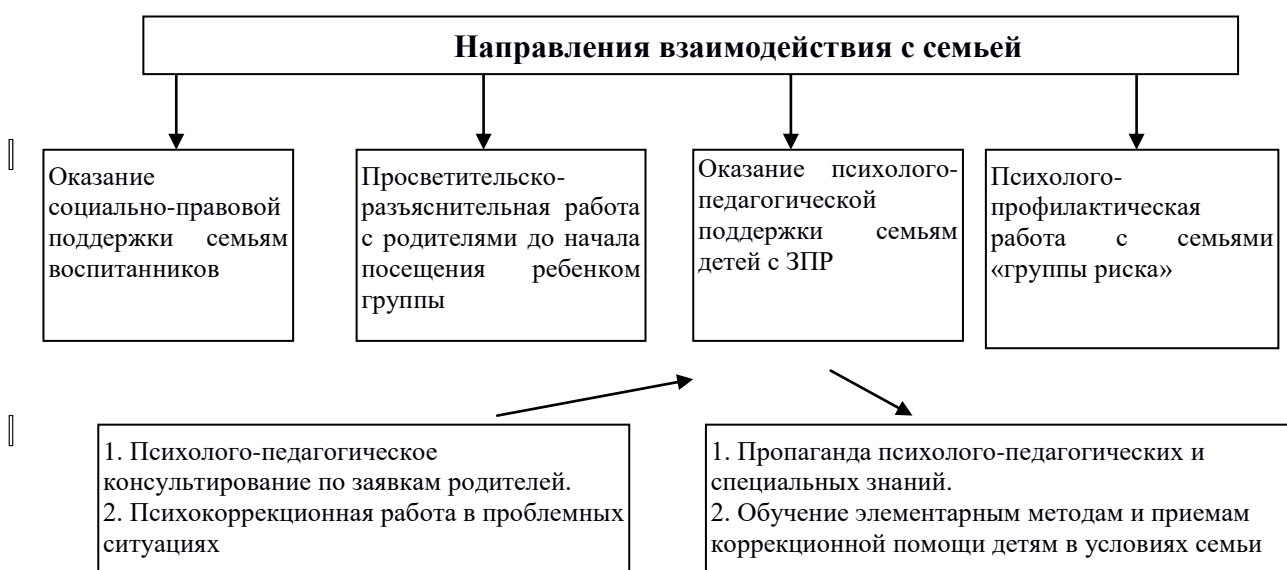 Направления взаимодействия с семьей
Оказание
социально-правовой
поддержки семьям
воспитанников
Просветительско-
разъяснительная работа
с родителями до начала
посещения ребенком
группы
Оказание психолого-
педагогической
поддержки семьям
детей с ЗПР
Психолого-
профилактическая
работа с семьями
«группы риска»
1. Психолого-педагогическое
консультирование по заявкам родителей.
2. Психокоррекционная работа в проблемных
ситуациях
1. Пропаганда психолого-педагогических и
специальных знаний.
2. Обучение элементарным методам и приемам
коррекционной помощи детям в условиях семьи